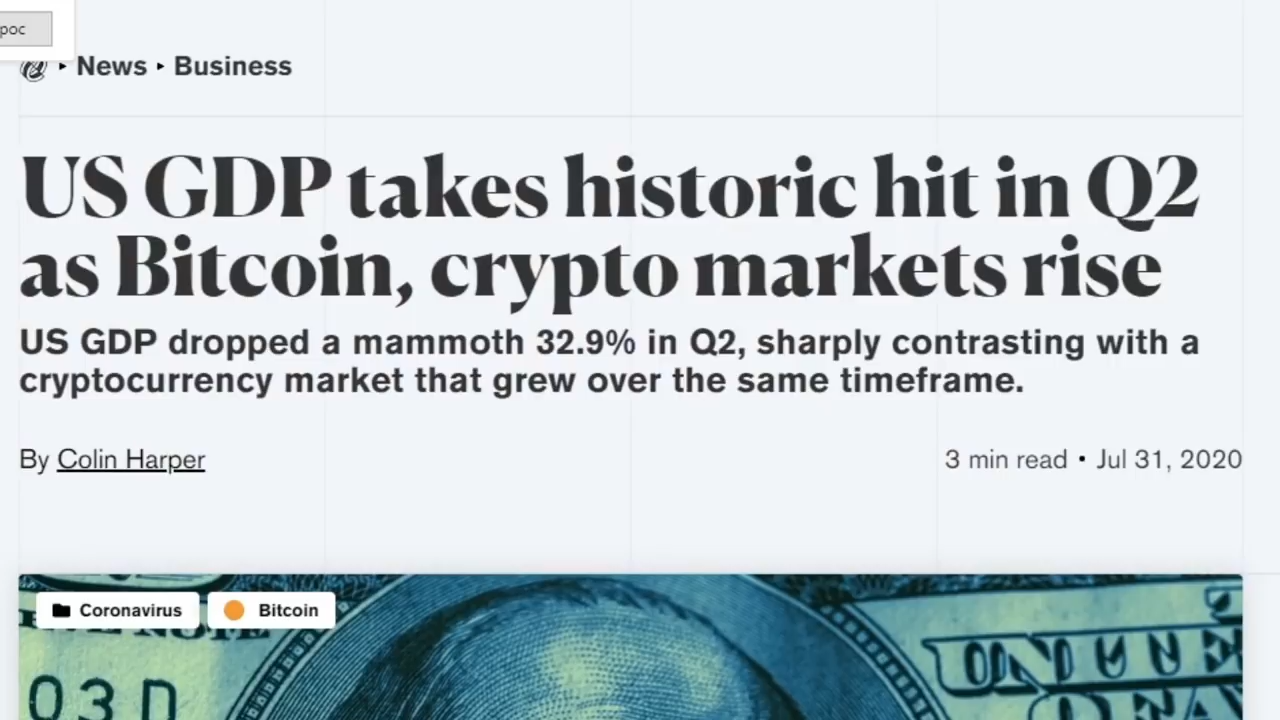 poc
News ▸ Business
US GDP takes historic hit in Q2
as Bitcoin, crypto markets rise
US GDP dropped a mammoth 32.9% in Q2, sharply contrasting with a
cryptocurrency market that grew over the same timeframe.
By Colin Harper
3 min read • Jul 31, 2020
Coronavirus
Bitcoin
03 D